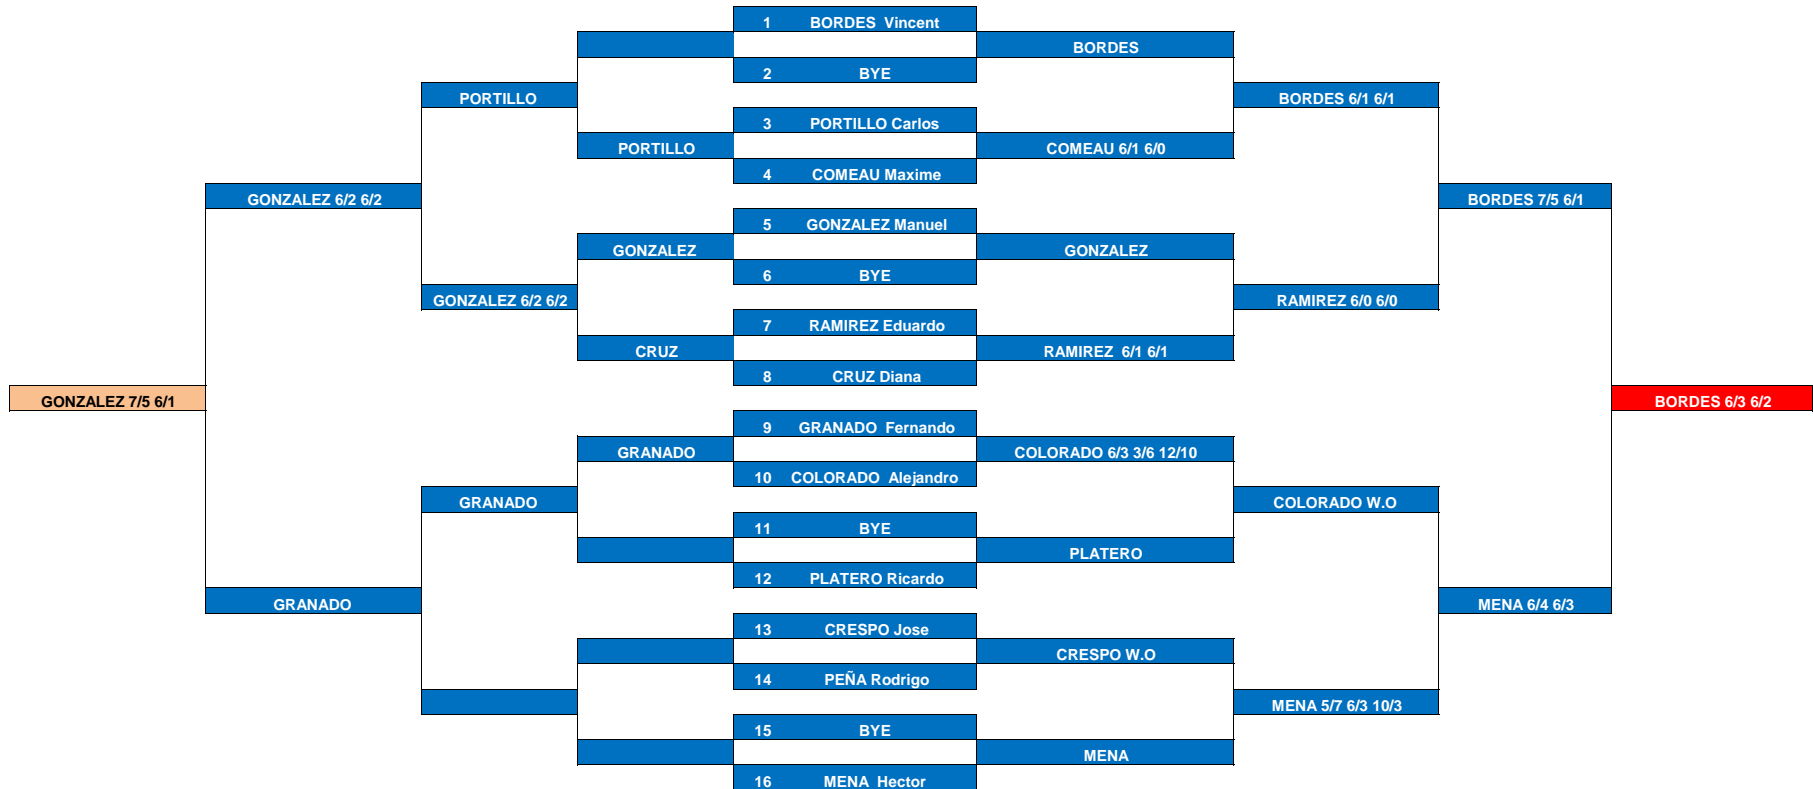 1 BORDES Vincent
BORDES
2 BYE
PORTILLO
BORDES 6/1 6/1
3 PORTILLO Carlos
PORTILLO
COMEAU 6/1 6/0
4 COMEAU Maxime
GONZALEZ 6/2 6/2
BORDES 7/5 6/1
5 GONZALEZ Manuel
GONZALEZ
GONZALEZ
6 BYE
GONZALEZ 6/2 6/2
RAMIREZ 6/0 6/0
7 RAMIREZ Eduardo
CRUZ
RAMIREZ 6/1 6/1
8 CRUZ Diana
GONZALEZ 7/5 6/1
BORDES 6/3 6/2
9 GRANADO Fernando
GRANADO
COLORADO 6/3 3/6 12/10
10 COLORADO Alejandro
GRANADO
COLORADO W.O
11 BYE
PLATERO
12 PLATERO Ricardo
GRANADO
MENA 6/4 6/3
13 CRESPO Jose
CRESPO W.O
14 PEÑA Rodrigo
MENA 5/7 6/3 10/3
15 BYE
MENA
16 MENA Hector